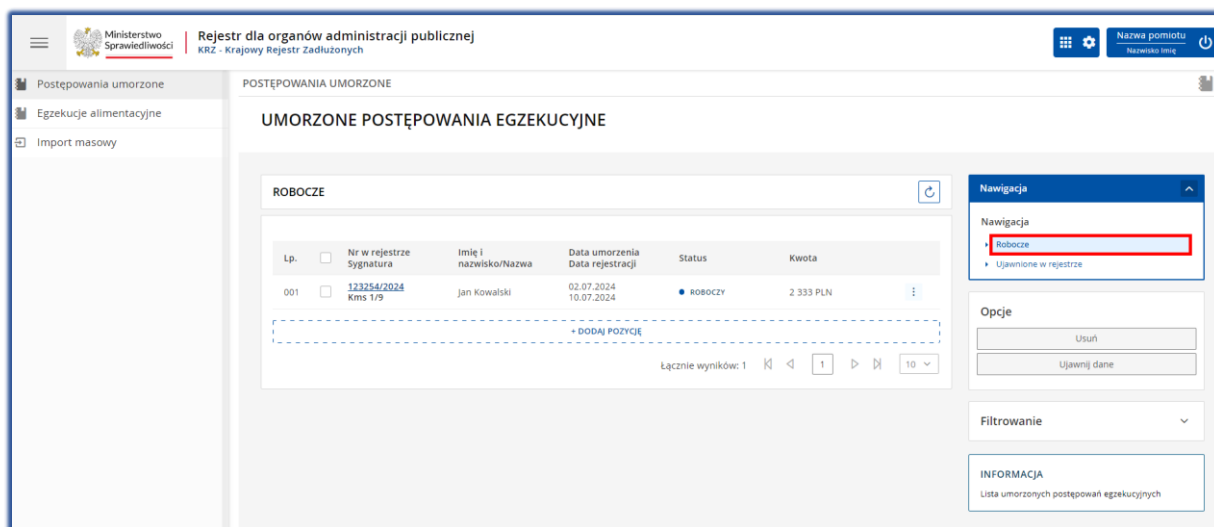 Ministerstwo
Sprawiedliwości
Rejestr dla organów administracji publicznej
KRZ - Krajowy Rejestr Zadłużonych
Nazwa pomiotu
Nazwisko Imię
Postępowania umorzone
Egzekucje alimentacyjne
Import masowy
POSTĘPOWANIA UMORZONE
UMORZONE POSTĘPOWANIA EGZEKUCYJNE
ROBOCZE
Lp. Nr w rejestrze Imię i Data umorzenia Status Kwota
Sygnatura nazwisko/Nazwa Data rejestracji
001 123254/2024 Jan Kowalski 02.07.2024 ROBOCZY 2 333 PLN
Kms 1/9 10.07.2024
+ DODAJ POZYCJĘ
Łącznie wyników: 1 1 10
Nawigacja
Nawigacja
Robocze
Ujawnione w rejestrze
Opcje
Usuń
Ujawnij dane
Filtrowanie
INFORMACJA
Lista umorzonych postępowań egzekucyjnych